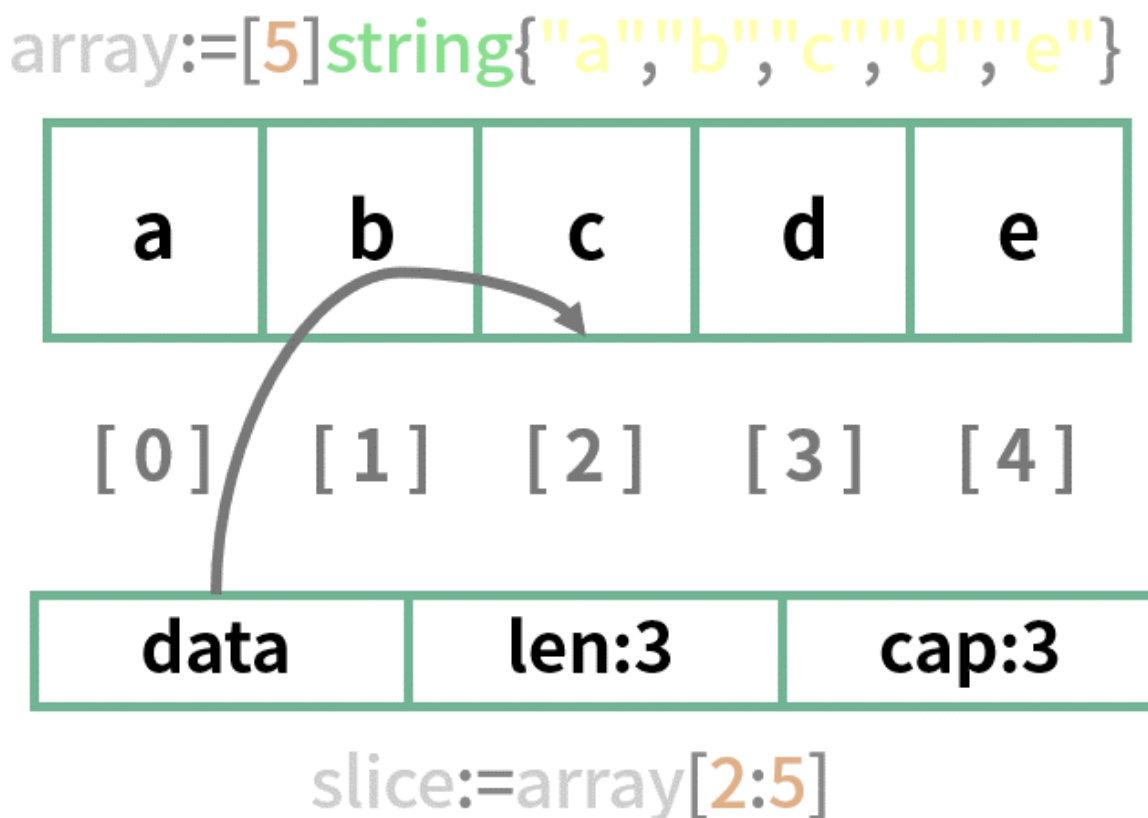 array:=[5]string{"a","b","c","d","e"}
a b c d e
[ 0 ] [ 1 ] [ 2 ] [ 3 ] [ 4 ]
data len:3 cap:3
slice:=array[2:5]